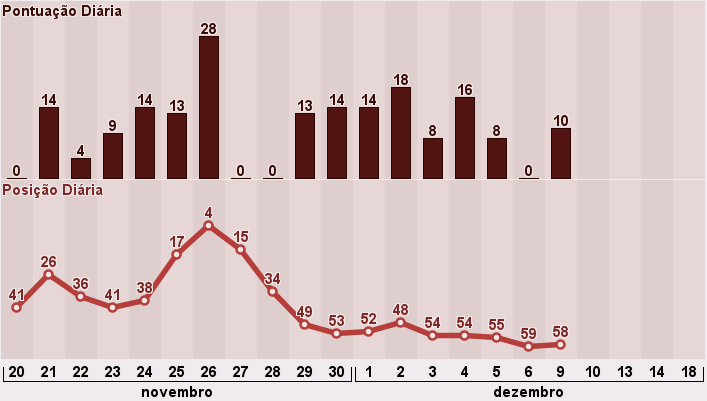 Pontuação Diária
0 14 4 9 14 13 28 0 0 13 14 14 18 8 16 8 0 10
Posição Diária
41 26 36 41 38 17 4 15 34 49 53 52 48 54 54 55 59 58
20 21 22 23 24 25 26 27 28 29 30 1 2 3 4 5 6 9 10 13 14 18
novembro dezembro